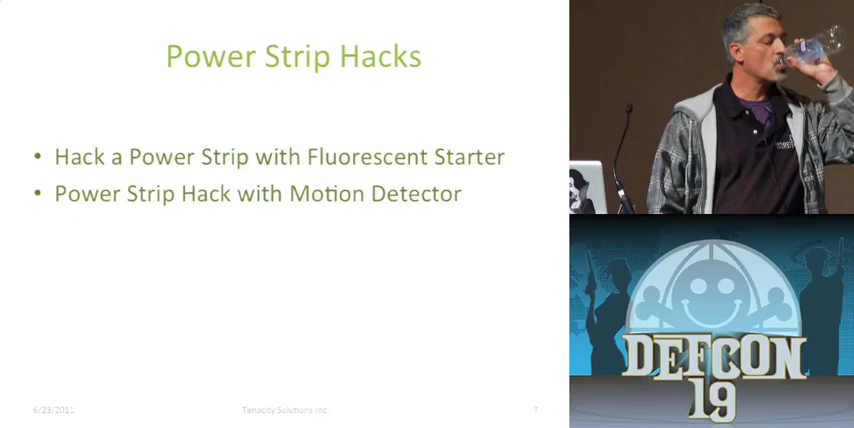 Power Strip Hacks
• Hack a Power Strip with Fluorescent Starter
• Power Strip Hack with Motion Detector
6/23/2011
Tenacity Solutions Inc.
7
DEFCON
19